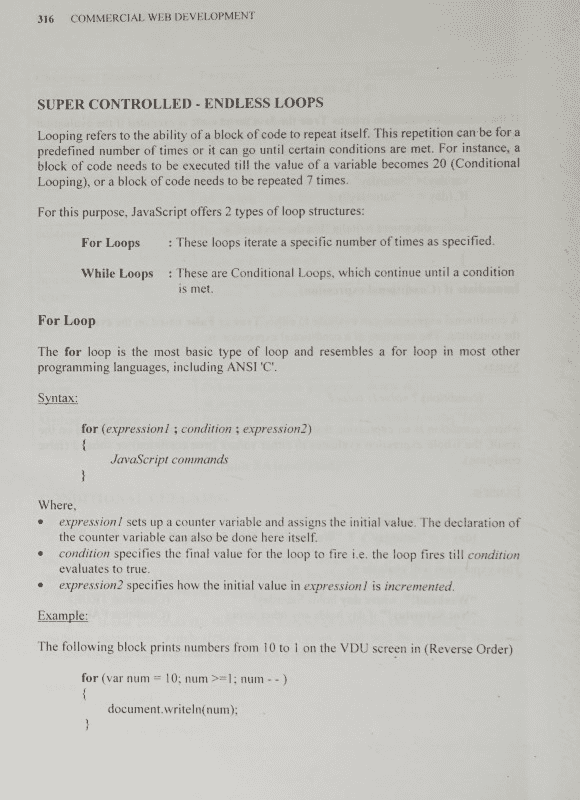 316 COMMERCIAL WEB DEVELOPMENT
SUPER CONTROLLED - ENDLESS LOOPS
Looping refers to the ability of a block of code to repeat itself. This repetition can be for a
predefined number of times or it can go until certain conditions are met. For instance, a
block of code needs to be executed till the value of a variable becomes 20 (Conditional
Looping), or a block of code needs to be repeated 7 times.
For this purpose, JavaScript offers 2 types of loop structures:
For Loops : These loops iterate a specific number of times as specified.
While Loops : These are Conditional Loops, which continue until a condition
is met.
For Loop
The for loop is the most basic type of loop and resembles a for loop in most other
programming languages, including ANSI 'C'.
Syntax:
for (expression1 ; condition ; expression2)
{
JavaScript commands
}
Where,
• expression1 sets up a counter variable and assigns the initial value. The declaration of
the counter variable can also be done here itself.
• condition specifies the final value for the loop to fire i.e. the loop fires till condition
evaluates to true.
• expression2 specifies how the initial value in expression1 is incremented.
Example:
The following block prints numbers from 10 to 1 on the VDU screen in (Reverse Order)
for (var num = 10; num >=1; num - - )
{
document.writeln(num);
}